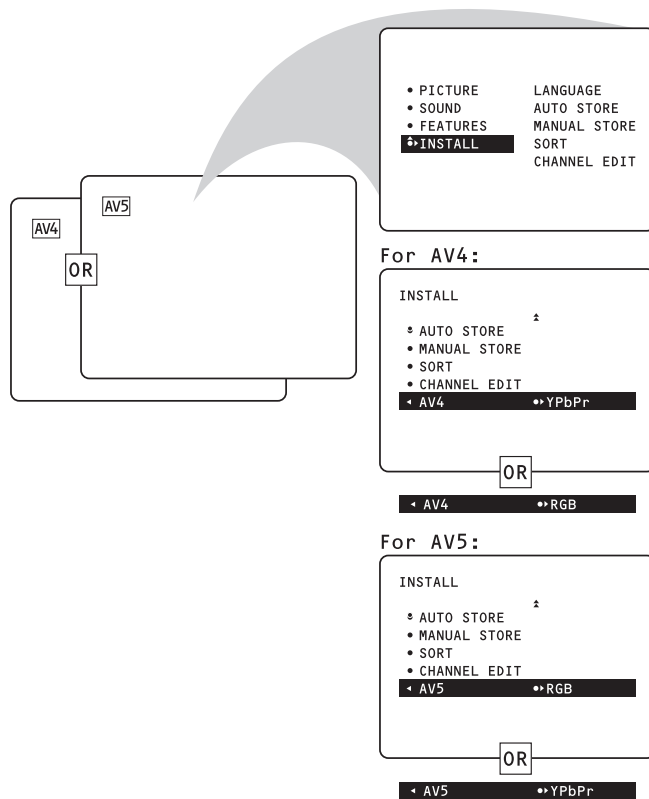 AV4
OR
AV5
• PICTURE LANGUAGE
• SOUND AUTO STORE
• FEATURES MANUAL STORE
INSTALL SORT
CHANNEL EDIT
For AV4:
INSTALL
AUTO STORE
• MANUAL STORE
• SORT
• CHANNEL EDIT
AV4 YPbPr
OR
AV4 RGB
For AV5:
INSTALL
AUTO STORE
• MANUAL STORE
• SORT
• CHANNEL EDIT
AV5 RGB
OR
AV5 YPbPr